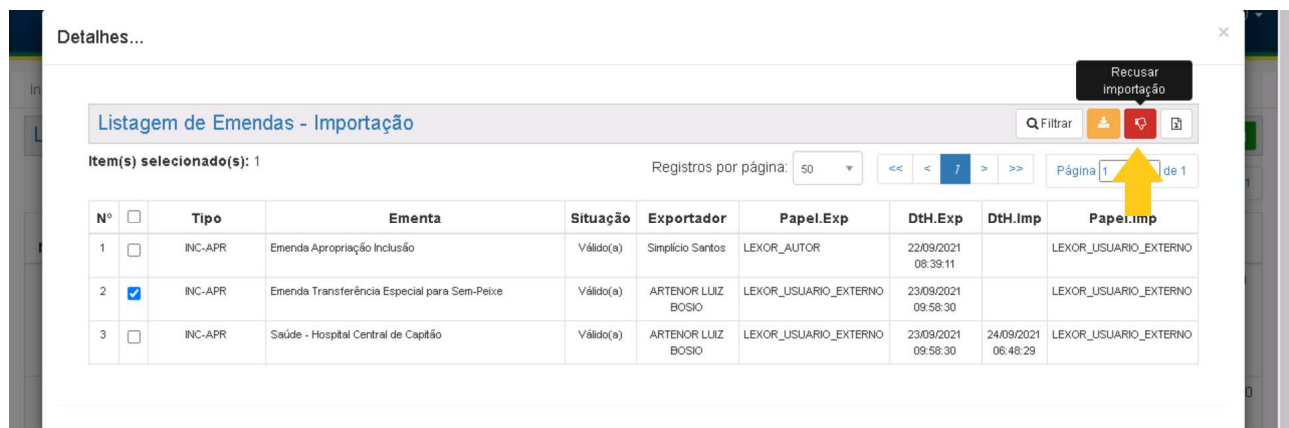 Detalhes...
×
Recusar
importação
Listagem de Emendas - Importação
Filtrar
Item(s) selecionado(s): 1
Registros por página: 50
<< < 1 > >>
Página 1 de 1
Nº Tipo Ementa Situação Exportador Papel.Exp DtH.Exp DtH.Imp Papel.Imp
1 INC-APR Emenda Apropriação Inclusão Válido(a) Simplício Santos LEXOR_AUTOR 22/09/2021 LEXOR_USUARIO_EXTERNO
08:39:11
2 INC-APR Emenda Transferência Especial para Sem-Peixe Válido(a) ARTENOR LUIZ LEXOR_USUARIO_EXTERNO 23/09/2021 LEXOR_USUARIO_EXTERNO
BOSIO 09:58:30
3 INC-APR Saúde - Hospital Central de Capitão Válido(a) ARTENOR LUIZ LEXOR_USUARIO_EXTERNO 23/09/2021 24/09/2021 LEXOR_USUARIO_EXTERNO
BOSIO 09:58:30 06:48:29